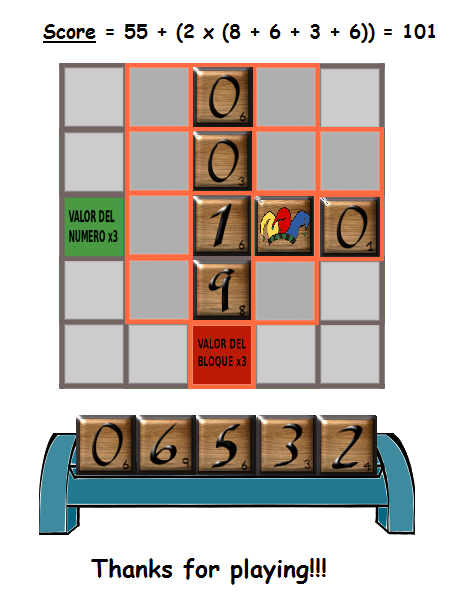 Score = 55 + (2 x (8 + 6 + 3 + 6)) = 101
0 6
0 3
VALOR DEL
NUMERO x3
1 6
0 1
9 8
VALOR DEL
BLOQUE x3
0 6 6 9 5 6 3 3 2 4
Thanks for playing!!!